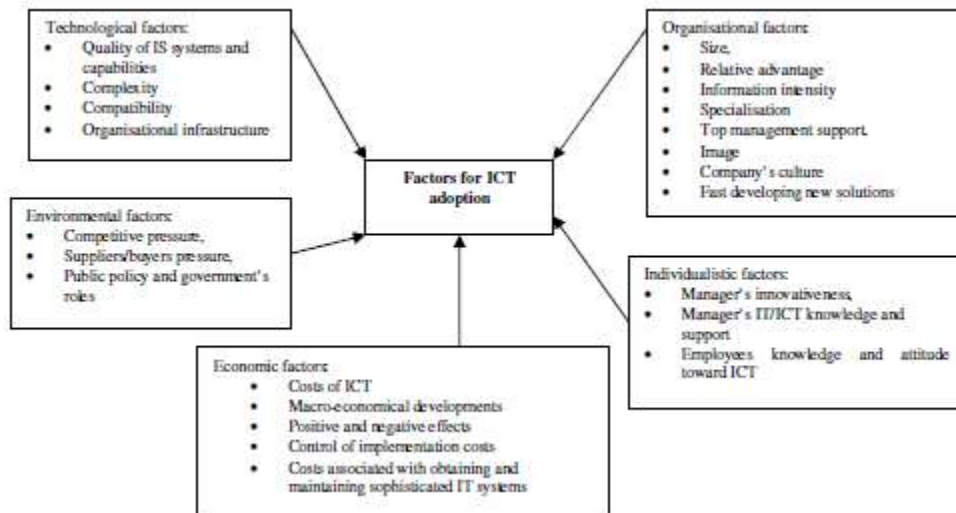 Technological factors:
• Quality of IS systems and
capabilities
• Complexity
• Compatibility
• Organisational infrastructure
Organisational factors:
• Size,
• Relative advantage
• Information intensity
• Specialisation
• Top management support,
• Image
• Company's culture
• Fast developing new solutions
Factors for ICT
adoption
Environmental factors:
• Competitive pressure,
• Suppliers/buyers pressure,
• Public policy and government's
roles
Individualistic factors:
• Manager's innovativeness,
• Manager's IT/ICT knowledge and
support
• Employees knowledge and attitude
toward ICT
Economic factors:
• Costs of ICT
• Macro-economical developments
• Positive and negative effects
• Control of implementation costs
• Costs associated with obtaining and
maintaining sophisticated IT systems